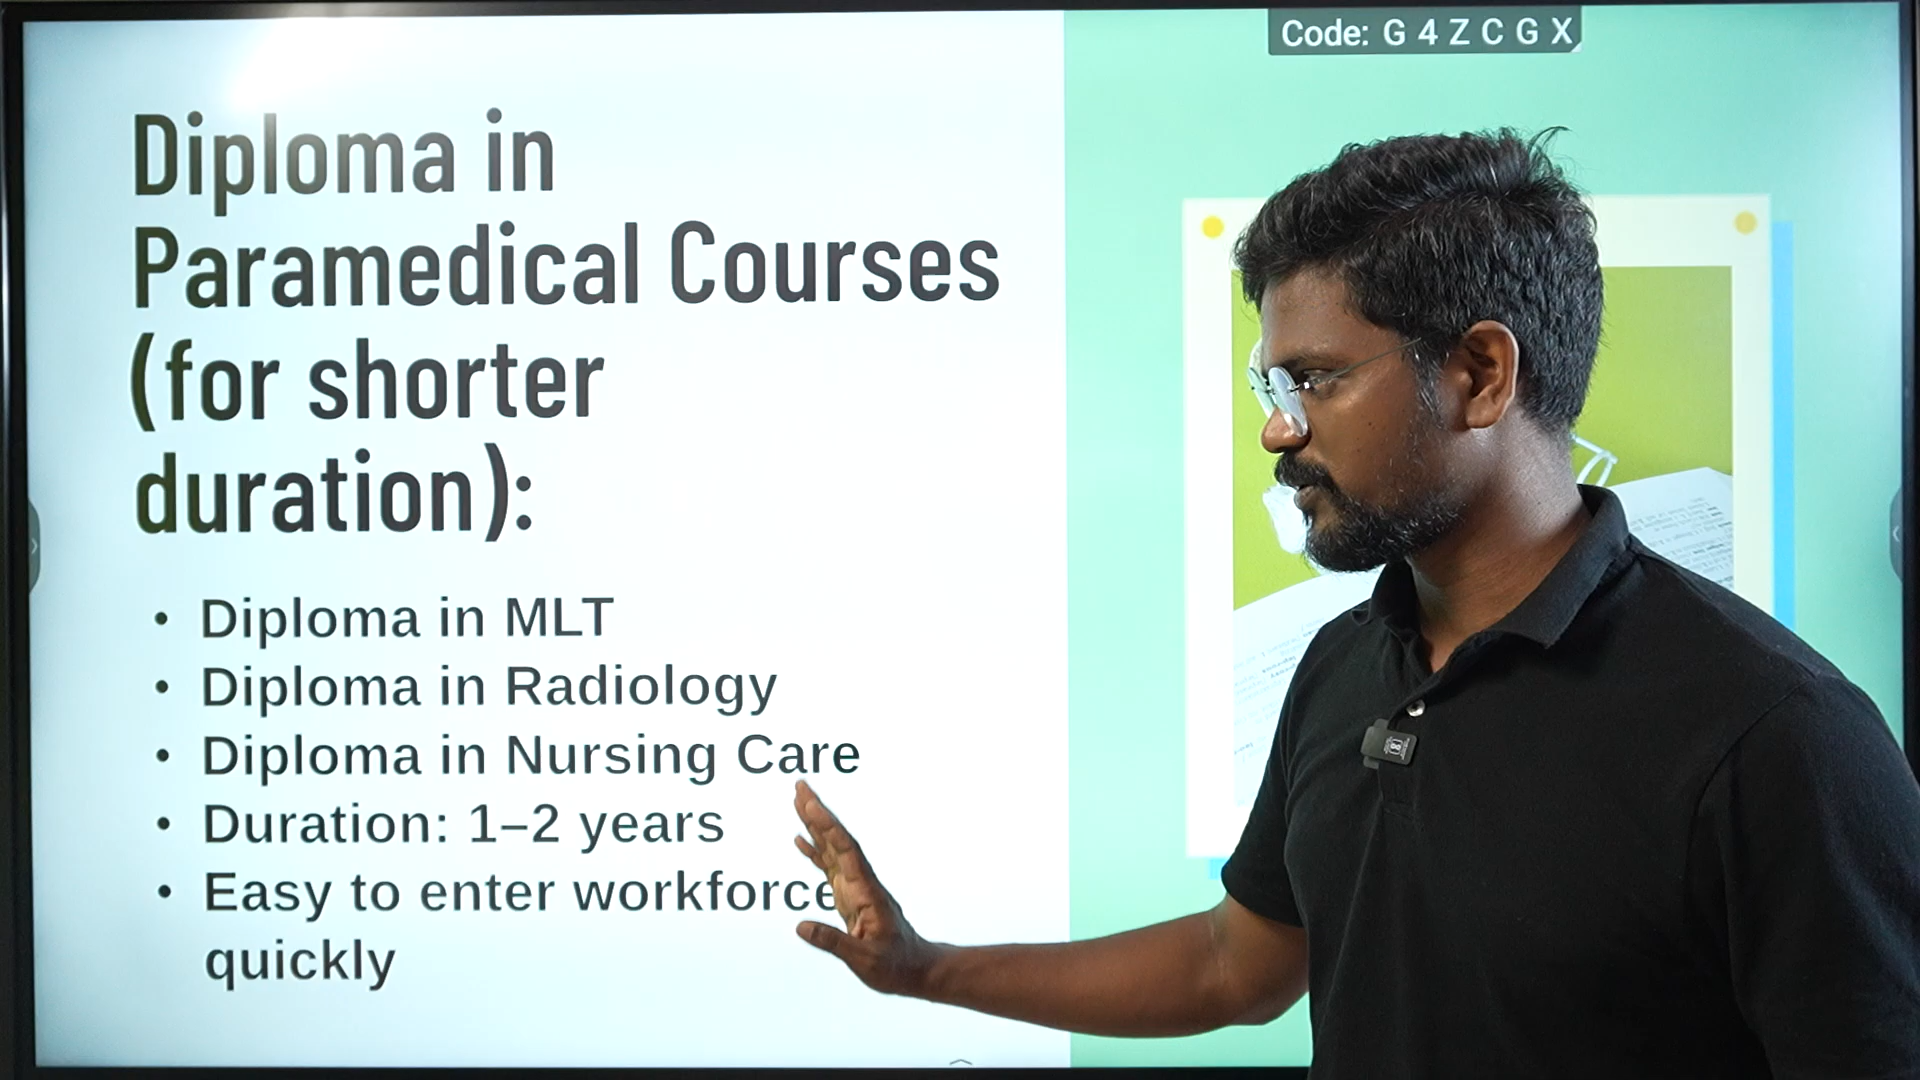 Code: G 4 Z C G X
Diploma in
Paramedical Courses
(for shorter
duration):
• Diploma in MLT
• Diploma in Radiology
• Diploma in Nursing Care
• Duration: 1–2 years
• Easy to enter workforce
quickly